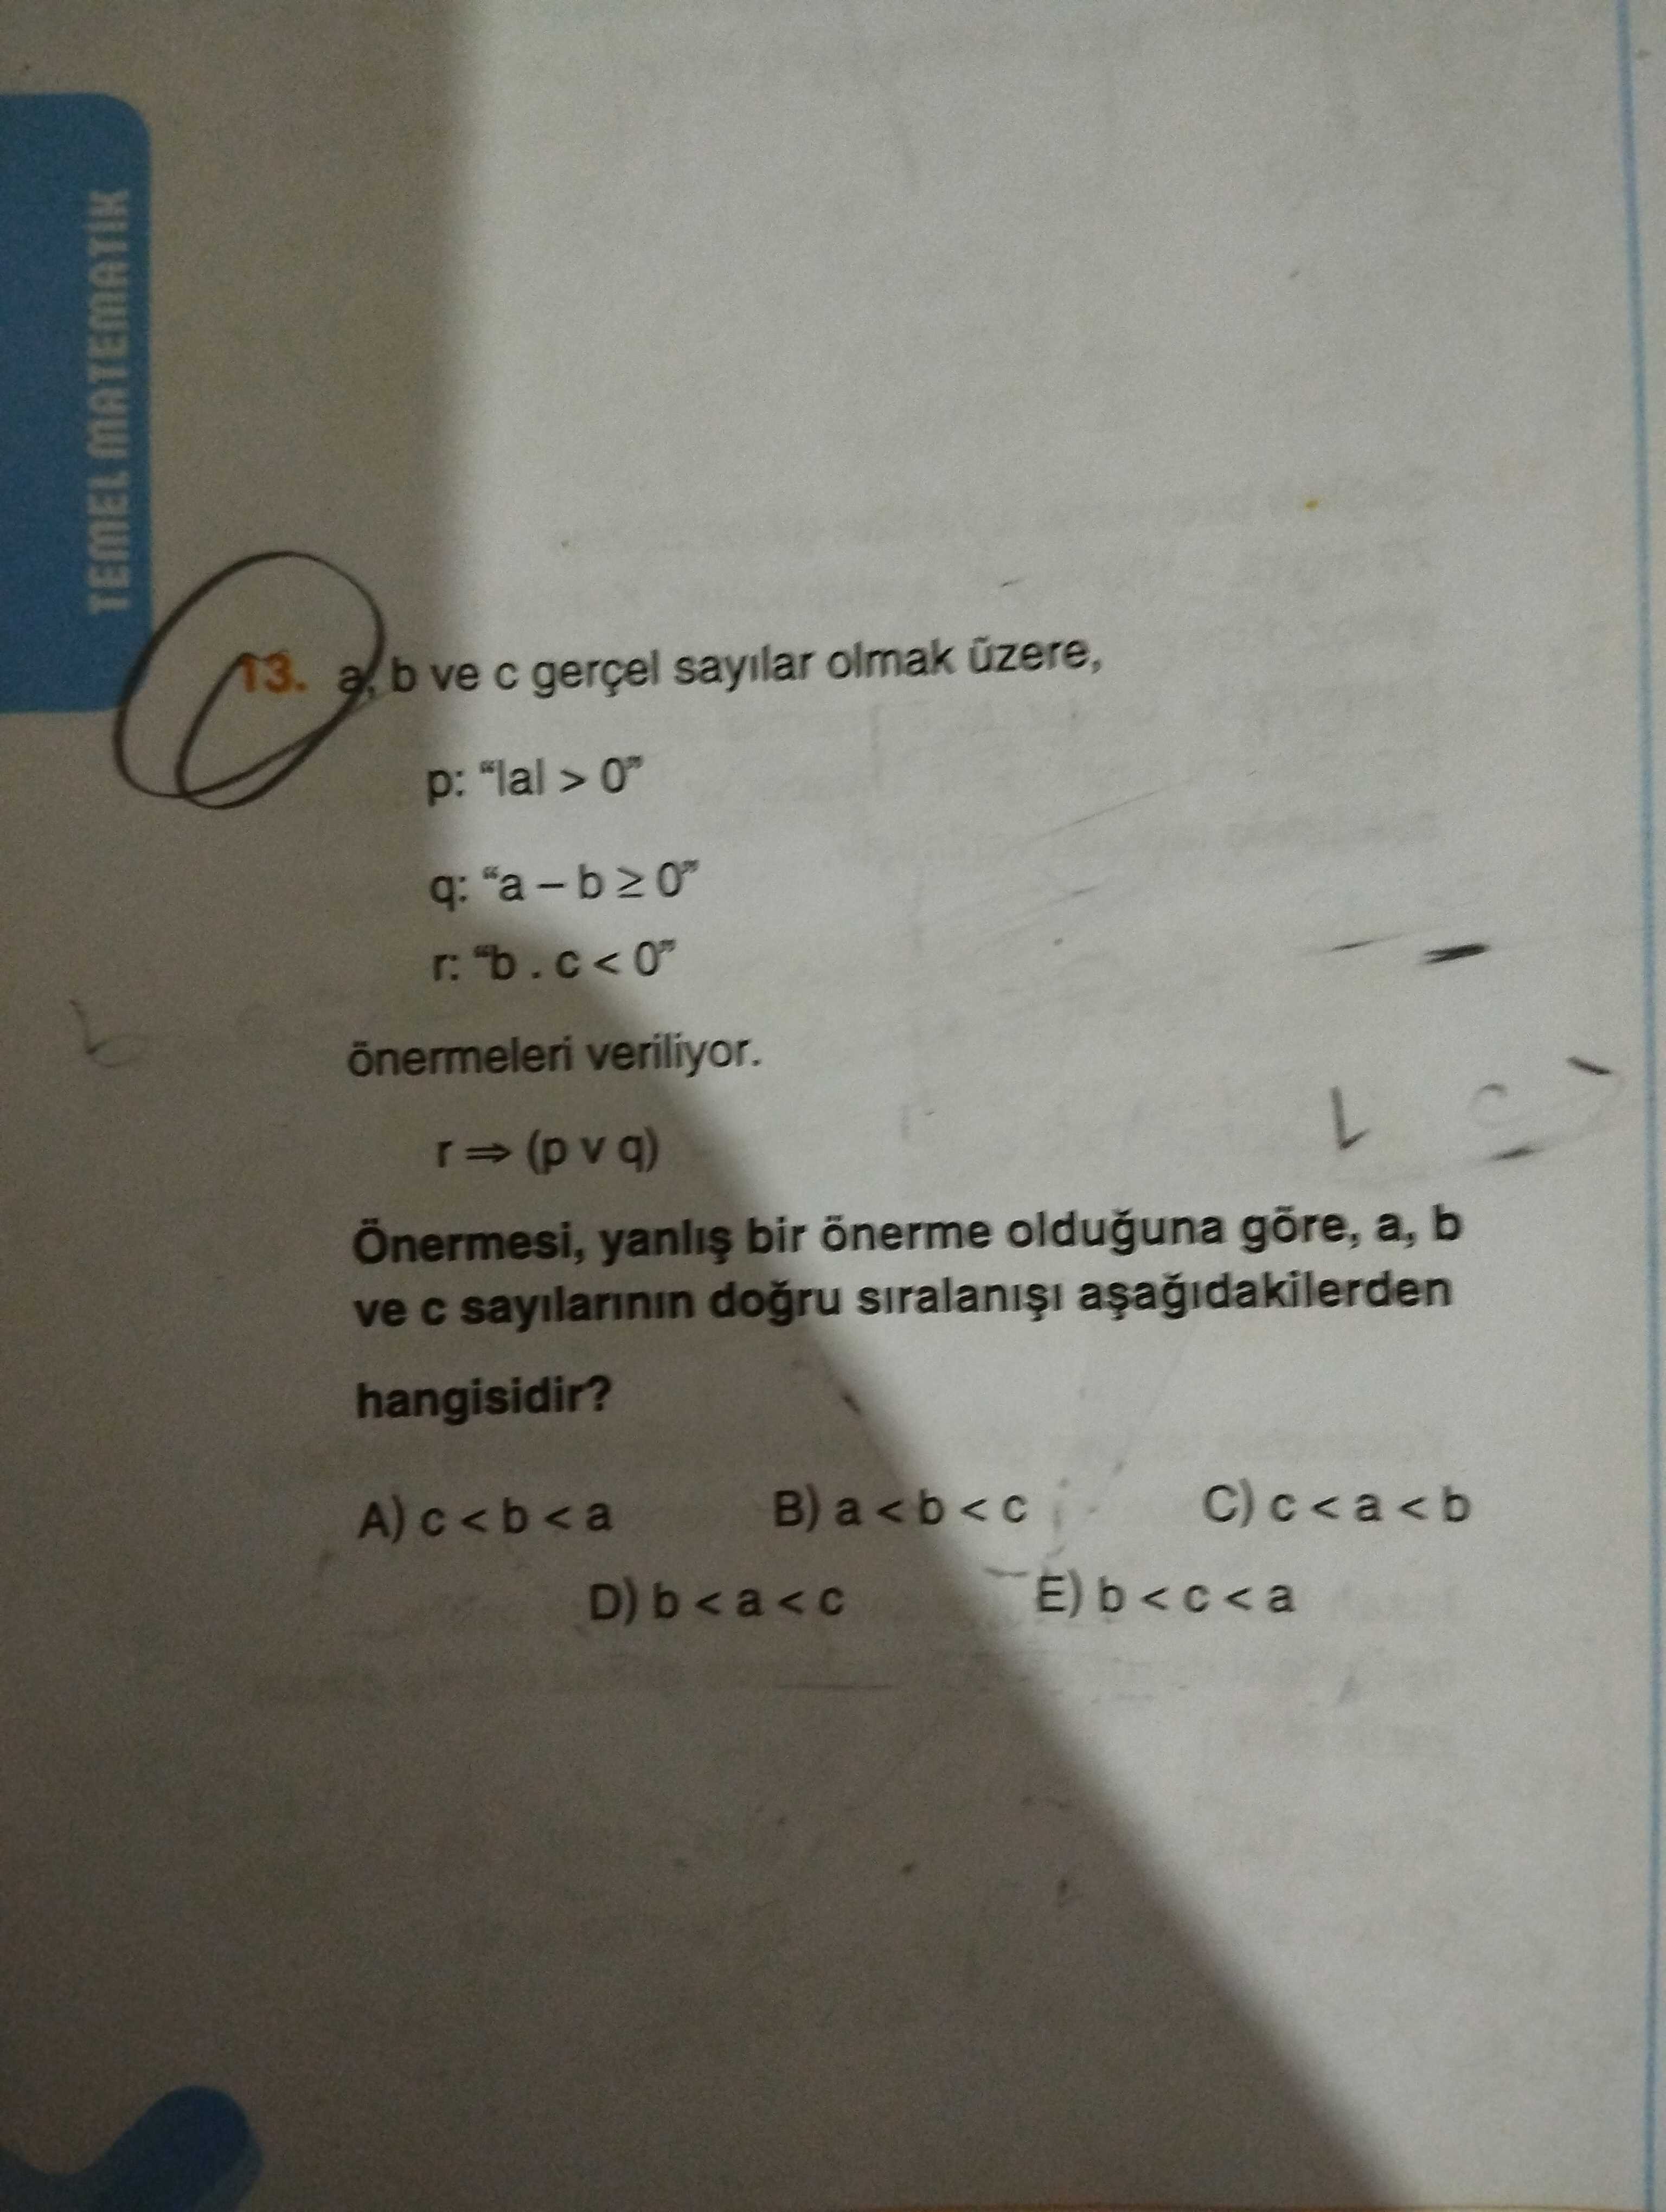 TEMEL MATEMATİK
13. a, b ve c gerçel sayılar olmak üzere,
p: “|a| > 0”
q: “a – b ≥ 0”
r: “b . c < 0”
önermeleri veriliyor.
r ⇒ (p v q)
Önermesi, yanlış bir önerme olduğuna göre, a, b
ve c sayılarının doğru sıralanışı aşağıdakilerden
hangisidir?
A) c < b < a B) a < b < c C) c < a < b
D) b < a < c E) b < c < a